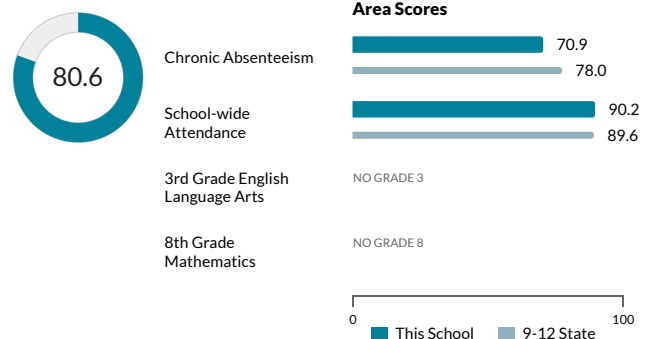 Area Scores
80.6
Chronic Absenteeism
70.9
78.0
School-wide
Attendance
90.2
89.6
3rd Grade English
Language Arts
NO GRADE 3
8th Grade
Mathematics
NO GRADE 8
0
100
This School
9-12 State